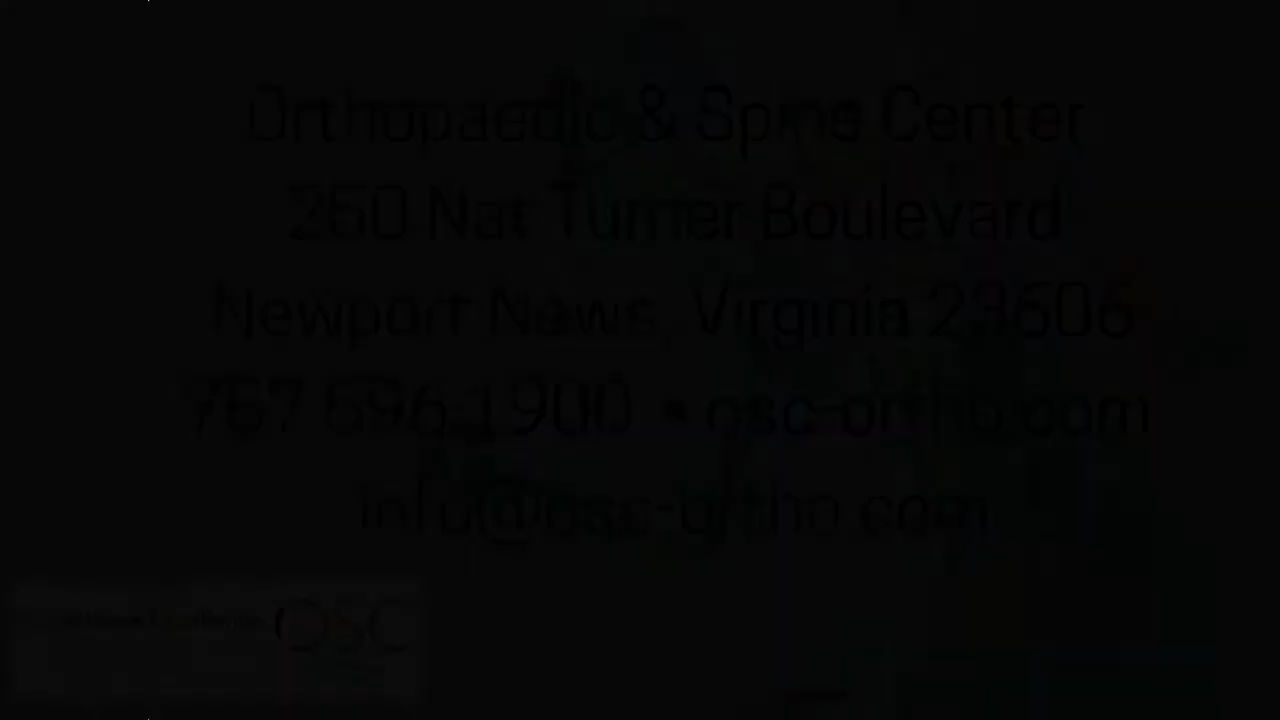 Orthopaedic & Spine Center
250 Nat Turner Boulevard
Newport News, Virginia 23606
757.596.1900 • osc-ortho.com
info@osc-ortho.com
OSC